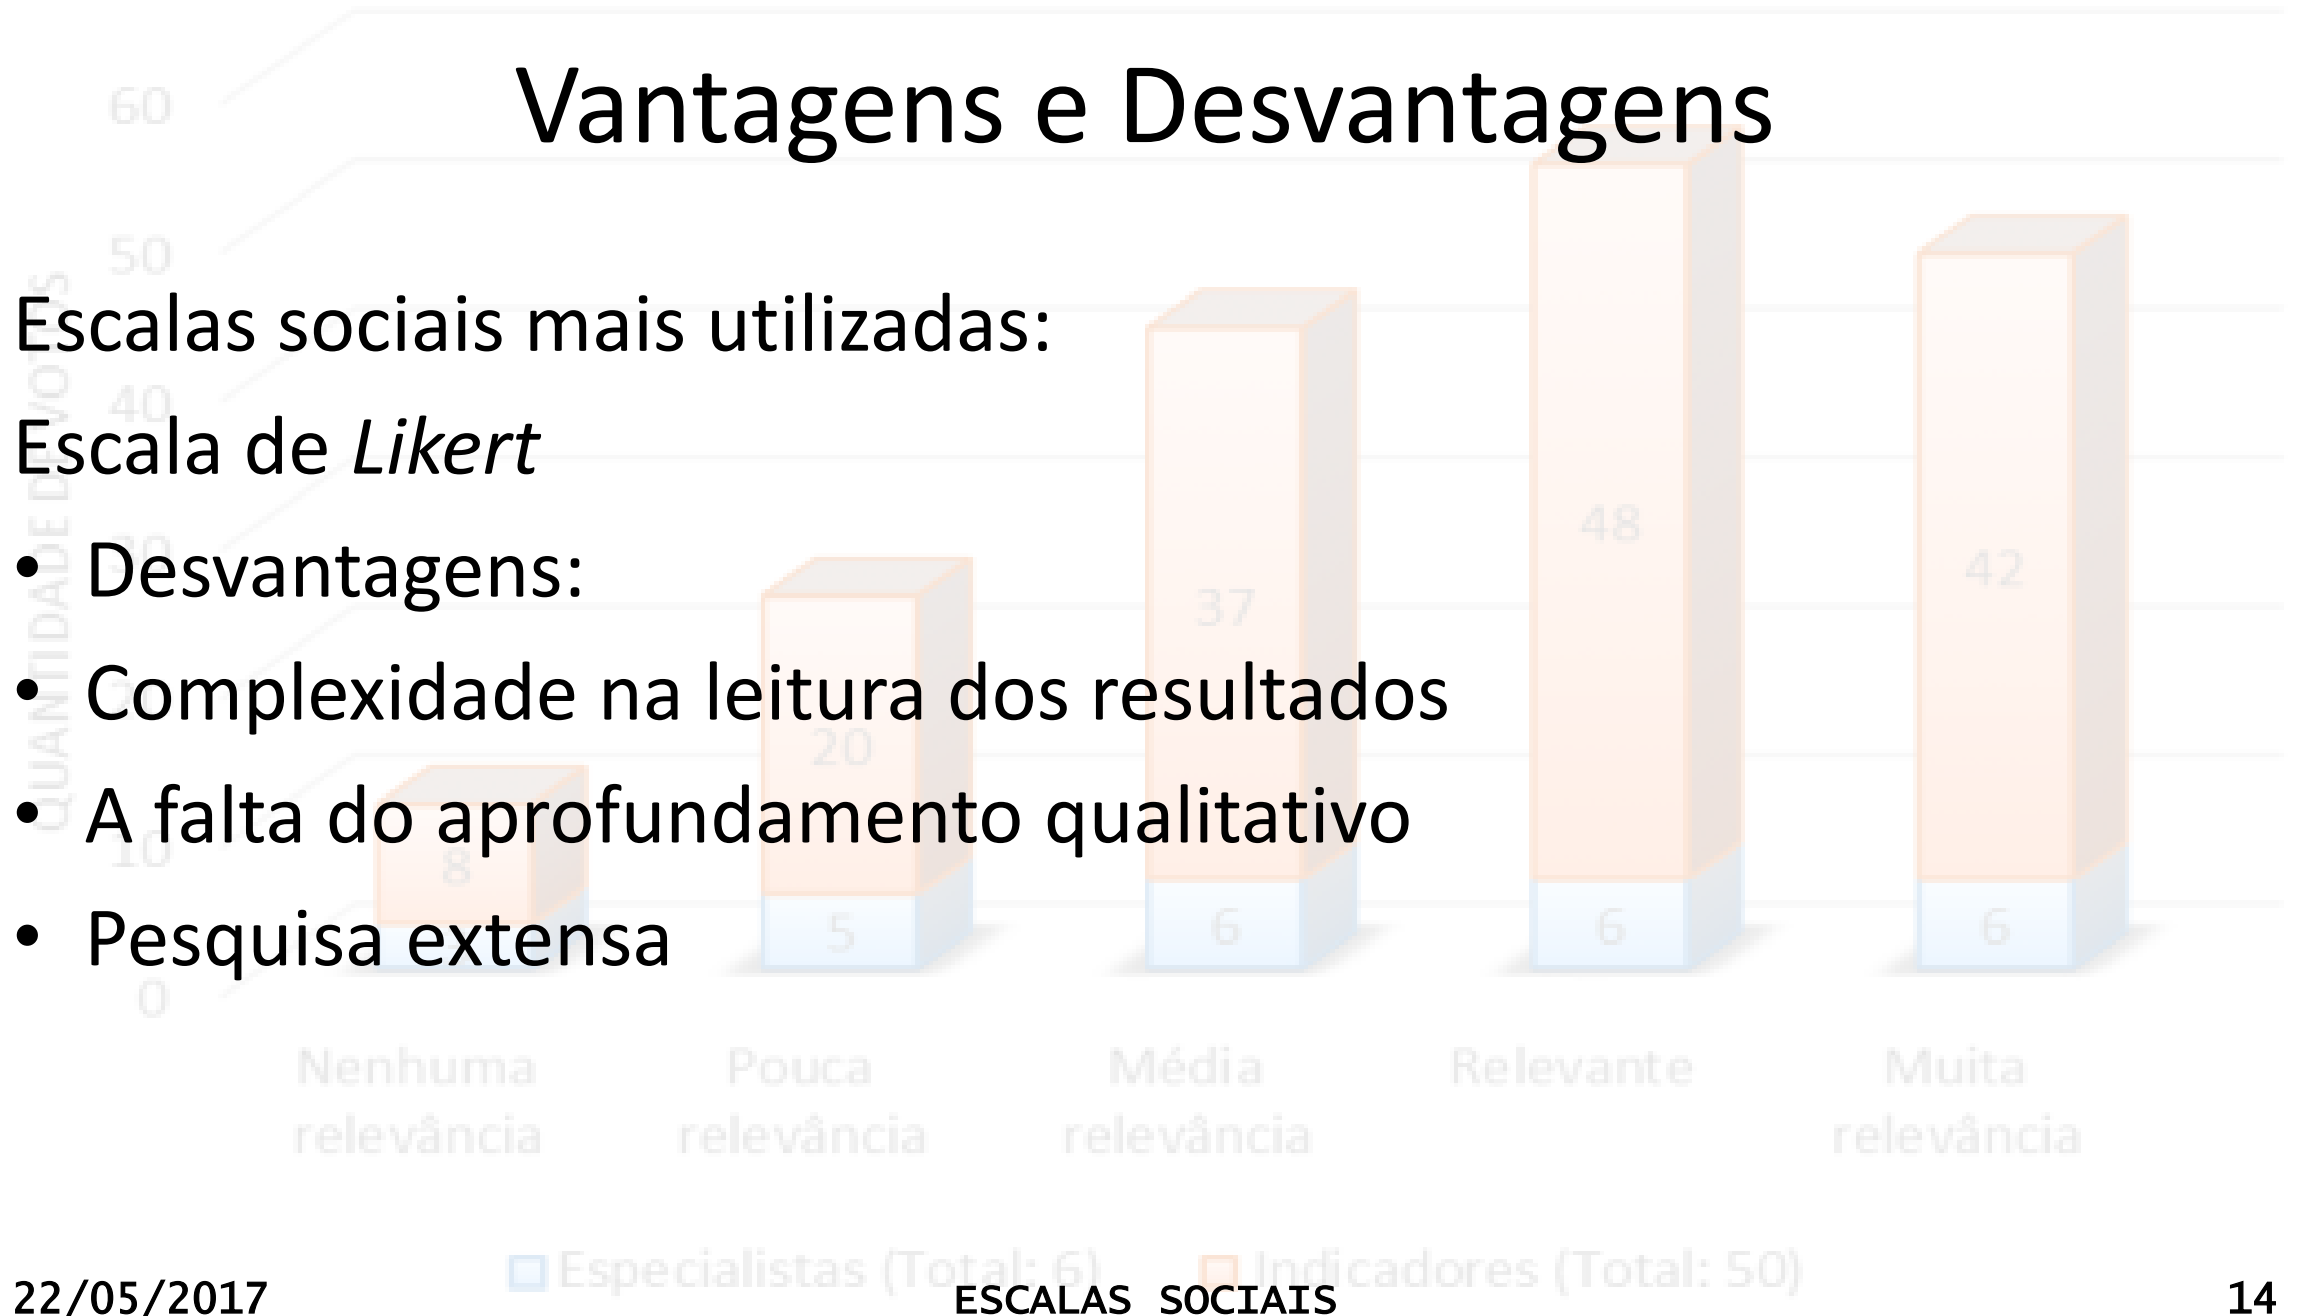 Vantagens e Desvantagens
60
50
40
30
10
0
QUANTIDADE DE VOTOS
Escalas sociais mais utilizadas:
Escala de Likert
• Desvantagens:
• Complexidade na leitura dos resultados
• A falta do aprofundamento qualitativo
• Pesquisa extensa
8
20
37
48
42
5
6
6
6
Nenhuma relevância
Pouca relevância
Média relevância
Relevante
Muita relevância
Especialistas (Total: 6)
Indicadores (Total: 50)
22/05/2017
ESCALAS SOCIAIS
14